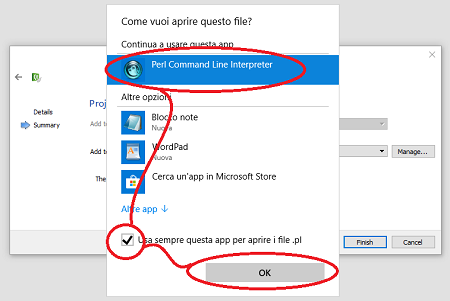 Come vuoi aprire questo file?
Continua a usare questa app
Perl Command Line Interpreter
Altre opzioni
Blocco note
Nuova
WordPad
Nuova
Cerca un'app in Microsoft Store
Altre app
Usa sempre questa app per aprire i file .pl
OK
Details
Summary
Proj
Add to
Add to
The
Manage...
Finish
Cancel